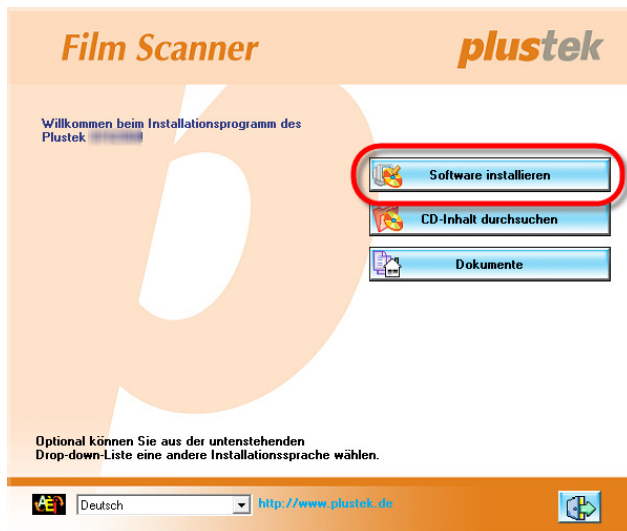 Film Scanner
plustek
Willkommen beim Installationsprogramm des
Plustek
Software installieren
CD-Inhalt durchsuchen
Dokumente
Optional können Sie aus der untenstehenden
Drop-down-Liste eine andere Installationssprache wählen.
Deutsch
http://www.plustek.de